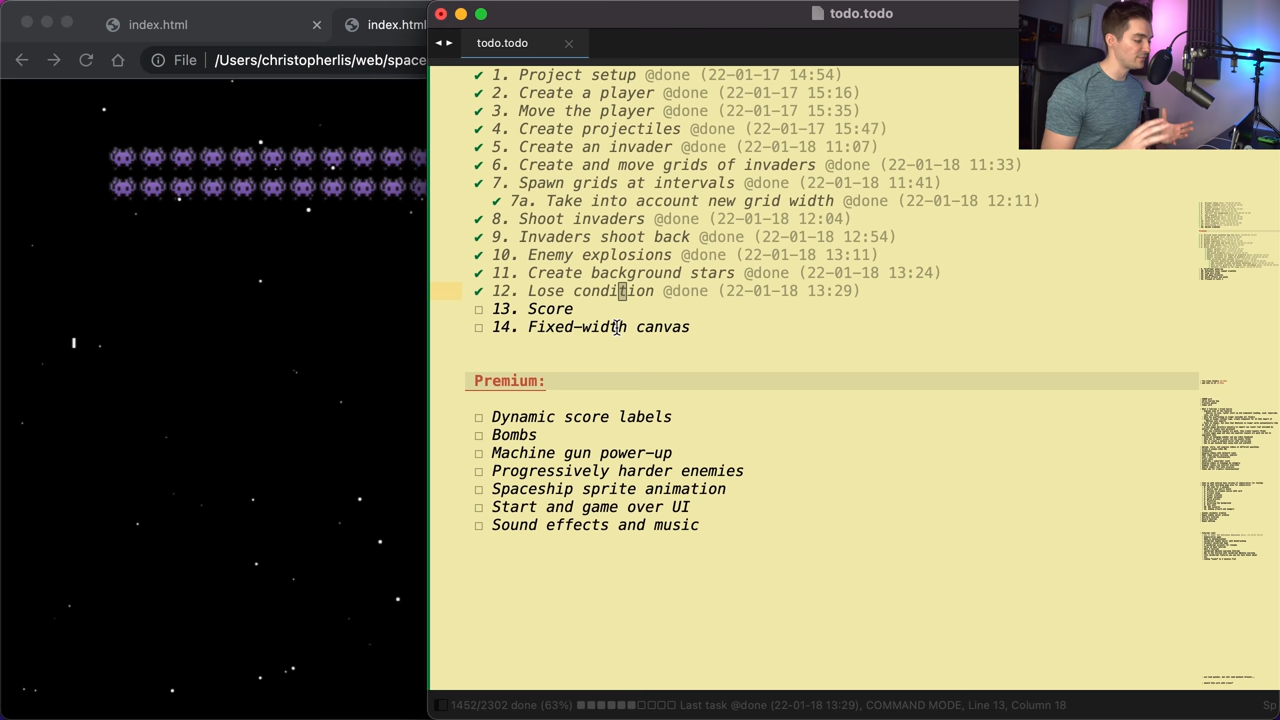 index.html
index.html
File
/Users/christopherlis/web/space
todo.todo
todo.todo
✔ 1. Project setup @done (22-01-17 14:54)
✔ 2. Create a player @done (22-01-17 15:16)
✔ 3. Move the player @done (22-01-17 15:35)
✔ 4. Create projectiles @done (22-01-17 15:47)
✔ 5. Create an invader @done (22-01-18 11:07)
✔ 6. Create and move grids of invaders @done (22-01-18 11:33)
✔ 7. Spawn grids at intervals @done (22-01-18 11:41)
✔ 7a. Take into account new grid width @done (22-01-18 12:11)
✔ 8. Shoot invaders @done (22-01-18 12:04)
✔ 9. Invaders shoot back @done (22-01-18 12:54)
✔ 10. Enemy explosions @done (22-01-18 13:11)
✔ 11. Create background stars @done (22-01-18 13:24)
✔ 12. Lose condition @done (22-01-18 13:29)
☐ 13. Score
☐ 14. Fixed-width canvas
Premium:
☐ Dynamic score labels
☐ Bombs
☐ Machine gun power-up
☐ Progressively harder enemies
☐ Spaceship sprite animation
☐ Start and game over UI
☐ Sound effects and music
1452/2302 done (63%) ■■■■■■□□□□ Last task @done (22-01-18 13:29), COMMAND MODE, Line 13, Column 18
Sp